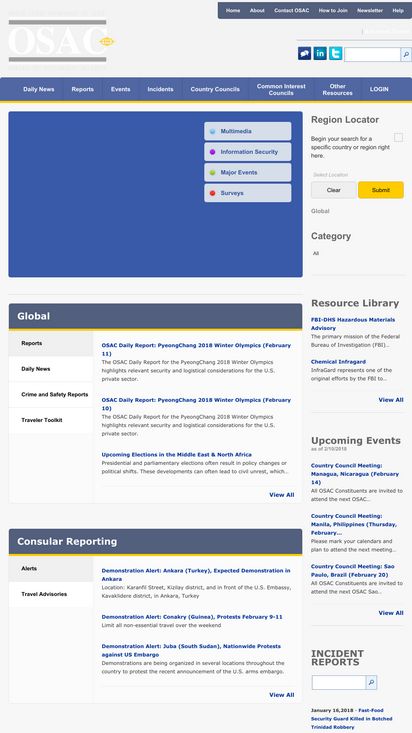 Home About Contact OSAC How to Join Newsletter Help
OSAC
Daily News Reports Events Incidents Country Councils Common Interest Councils Other Resources LOGIN
Multimedia
Information Security
Major Events
Surveys
Region Locator
Begin your search for a
specific country or region right
here.
Select Location
Clear Submit
Global
Category
All
Global
Reports
Daily News
Crime and Safety Reports
Traveler Toolkit
OSAC Daily Report: PyeongChang 2018 Winter Olympics (February
11)
The OSAC Daily Report for the PyeongChang 2018 Winter Olympics
highlights relevant security and logistical considerations for the U.S.
private sector.
OSAC Daily Report: PyeongChang 2018 Winter Olympics (February
10)
The OSAC Daily Report for the PyeongChang 2018 Winter Olympics
highlights relevant security and logistical considerations for the U.S.
private sector.
Upcoming Elections in the Middle East & North Africa
Presidential and parliamentary elections often result in policy changes or
political shifts. These developments can often lead to civil unrest, which...
View All
Resource Library
FBI-DHS Hazardous Materials
Advisory
The primary mission of the Federal
Bureau of Investigation (FBI)...
Chemical Infragard
InfraGard represents one of the
original efforts by the FBI to...
View All
Upcoming Events
as of 2/10/2018
Country Council Meeting:
Managua, Nicaragua (February
14)
All OSAC Constituents are invited to
attend the next OSAC...
Country Council Meeting:
Manila, Philippines (Thursday,
February...
Please mark your calendars and
plan to attend the next meeting...
Country Council Meeting: Sao
Paulo, Brazil (February 20)
All OSAC Constituents are invited to
attend the next OSAC Sao...
View All
Consular Reporting
Alerts
Travel Advisories
Demonstration Alert: Ankara (Turkey), Expected Demonstration in
Ankara
Location: Karanfil Street, Kizilay district, and in front of the U.S. Embassy,
Kavaklidere district, in Ankara, Turkey
Demonstration Alert: Conakry (Guinea), Protests February 9-11
Limit all non-essential travel over the weekend
Demonstration Alert: Juba (South Sudan), Nationwide Protests
against US Embargo
Demonstrations are being organized in several locations throughout the country
to protest the recent announcement of the U.S. arms embargo.
View All
INCIDENT
REPORTS
January 16,2018 - Fast-Food
Security Guard Killed in Botched
Trinidad Robbery